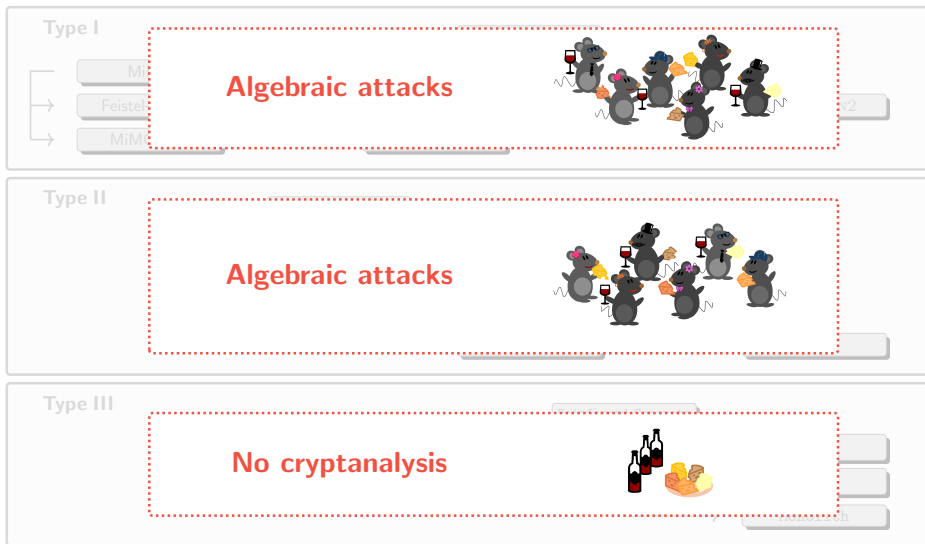 Type I
Algebraic attacks
Type II
Algebraic attacks
Type III
No cryptanalysis